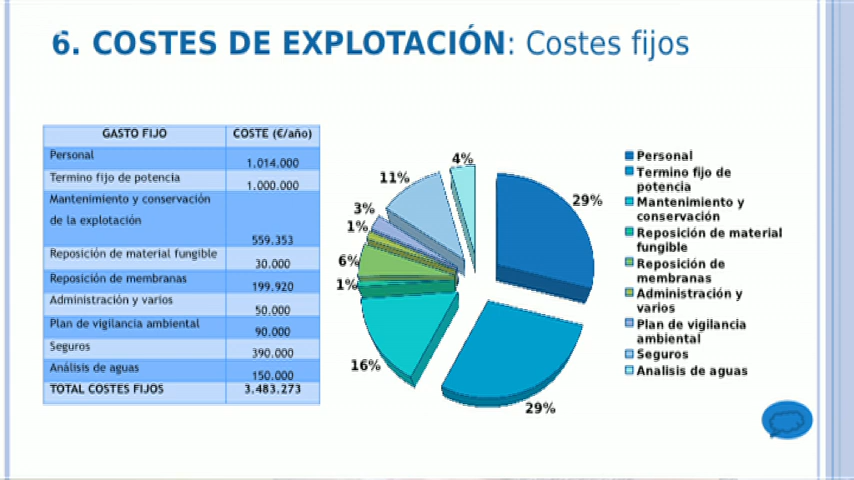 6. COSTES DE EXPLOTACIÓN: Costes fijos
GASTO FIJO COSTE (€/año)
Personal 1.014.000
Termino fijo de potencia 1.000.000
Mantenimiento y conservación
de la explotación
559.353
Reposición de material fungible 30.000
Reposición de membranas 199.920
Administración y varios 50.000
Plan de vigilancia ambiental 90.000
Seguros 390.000
Análisis de aguas 150.000
TOTAL COSTES FIJOS 3.483.273
4%
11%
29%
3%
1%
6%
1%
16%
29%
Personal
Termino fijo de
potencia
Mantenimiento y
conservación
Reposición de material
fungible
Reposición de
membranas
Administración y
varios
Plan de vigilancia
ambiental
Seguros
Analisis de aguas